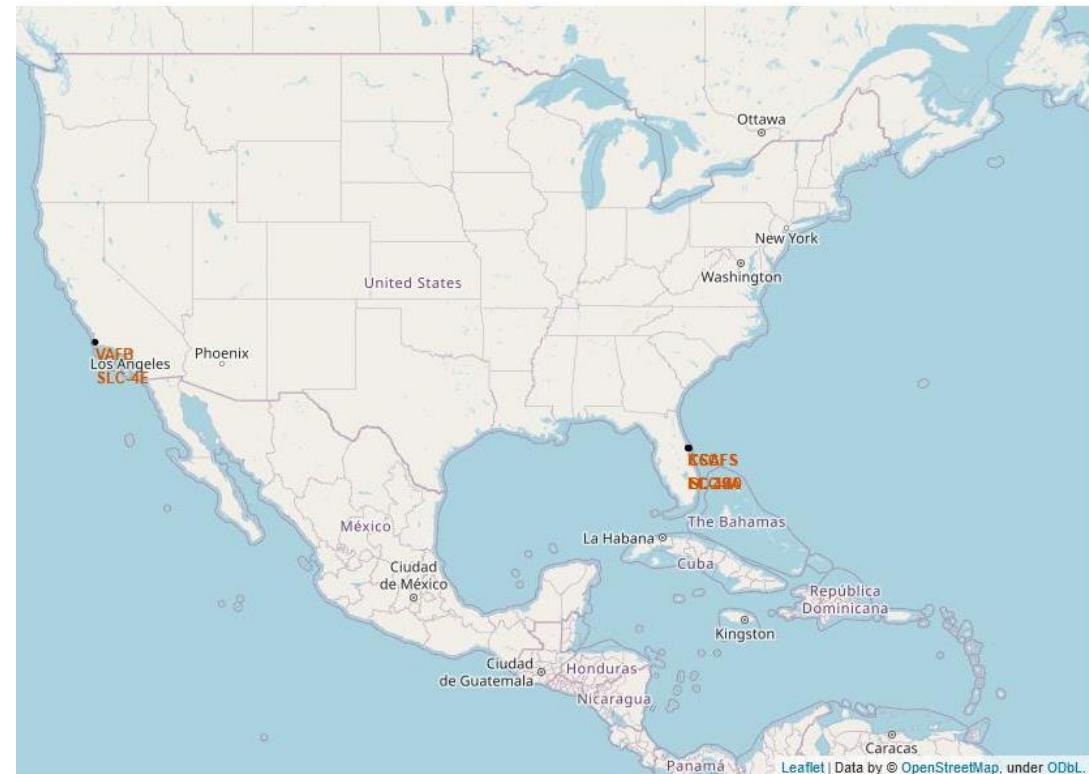 Ottawa
New York
Washington
United States
VAFB
Los Angeles
SLC-4E
Phoenix
The Bahamas
México
La Habana
Cuba
Ciudad
de México
República
Dominicana
Kingston
Ciudad
de Guatemala
Honduras
Nicaragua
Caracas
Panamá
Leaflet | Data by © OpenStreetMap, under ODbL.